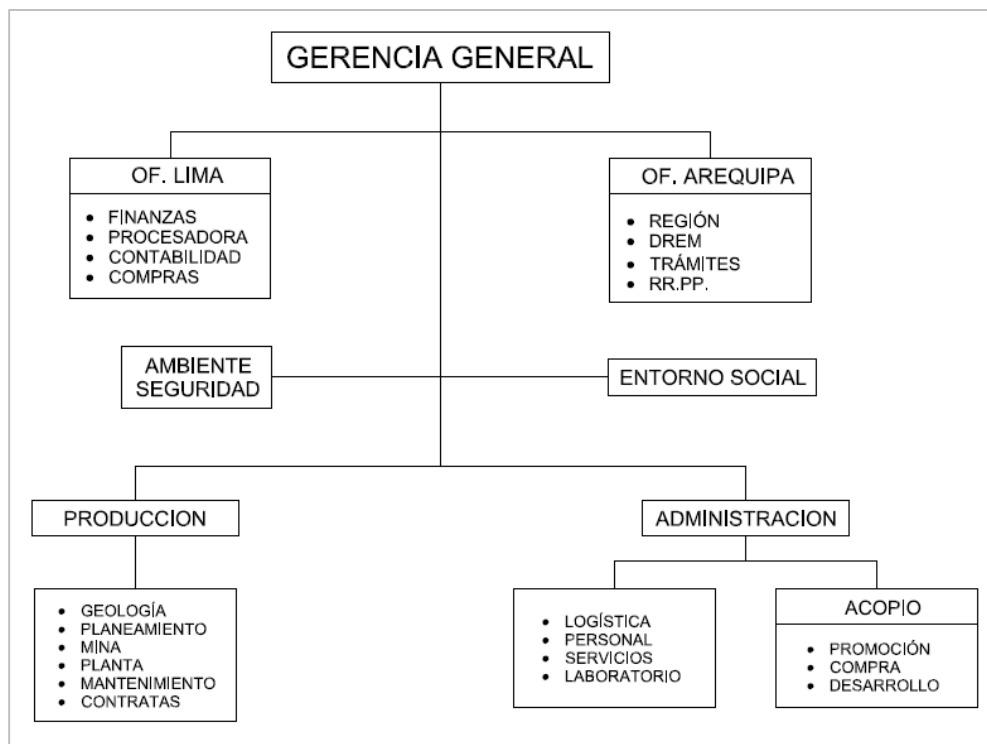 GERENCIA GENERAL
OF. LIMA
• FINANZAS
• PROCESADORA
• CONTABILIDAD
• COMPRAS
OF. AREQUIPA
• REGIÓN
• DREM
• TRÁMITES
• RR.PP.
AMBIENTE
SEGURIDAD
ENTORNO SOCIAL
PRODUCCION
• GEOLOGÍA
• PLANEAMIENTO
• MINA
• PLANTA
• MANTENIMIENTO
• CONTRATAS
ADMINISTRACION
• LOGÍSTICA
• PERSONAL
• SERVICIOS
• LABORATORIO
ACOPIO
• PROMOCIÓN
• COMPRA
• DESARROLLO